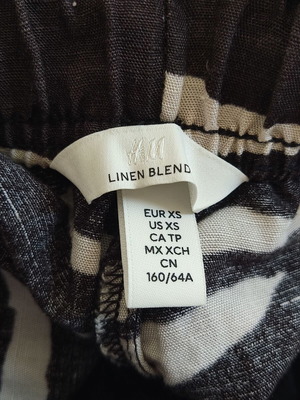 H&M
LINEN BLEND
EUR XS
US XS
CA TP
MX XCH
CN
160/64A